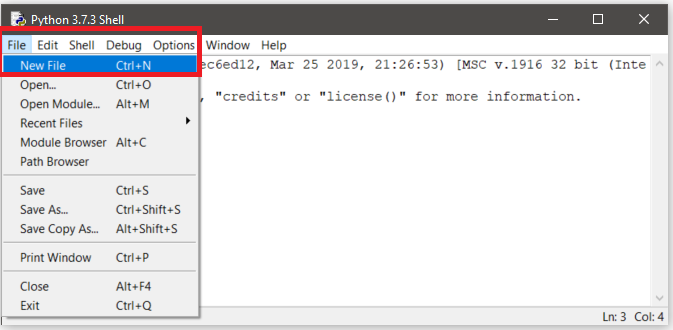 Python 3.7.3 Shell
File Edit Shell Debug Options Window Help
New File Ctrl+N
ec6ed12, Mar 25 2019, 21:26:53) [MSC v.1916 32 bit (Inte
Open... Ctrl+O
Open Module... Alt+M
, "credits" or "license()" for more information.
Recent Files
Module Browser Alt+C
Path Browser
Save Ctrl+S
Save As... Ctrl+Shift+S
Save Copy As... Alt+Shift+S
Print Window Ctrl+P
Close Alt+F4
Exit Ctrl+Q
Ln: 3 Col: 4